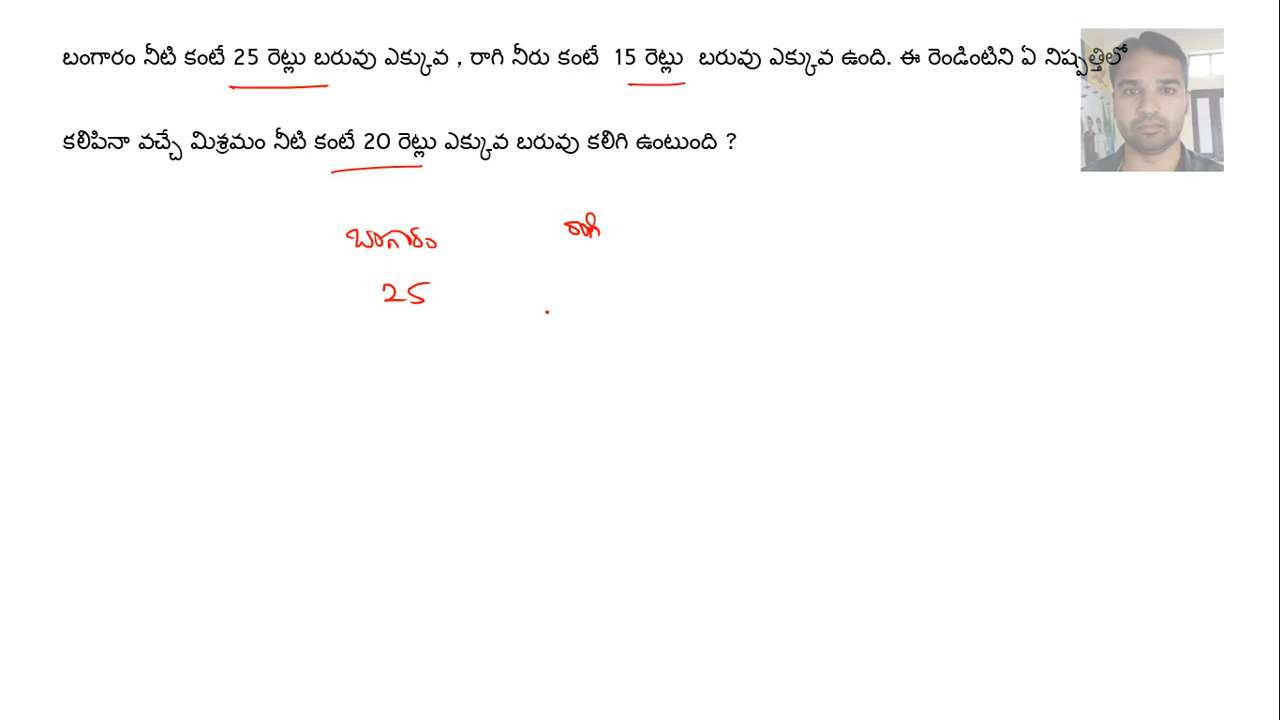 బంగారం నీటి కంటే 25 రెట్లు బరువు ఎక్కువ , రాగి నీరు కంటే 15 రెట్లు బరువు ఎక్కువ ఉంది. ఈ రెండింటిని ఏ నిష్పత్తిలో
కలిపినా వచ్చే మిశ్రమం నీటి కంటే 20 రెట్లు ఎక్కువ బరువు కలిగి ఉంటుంది ?
బంగారం రాగి
25